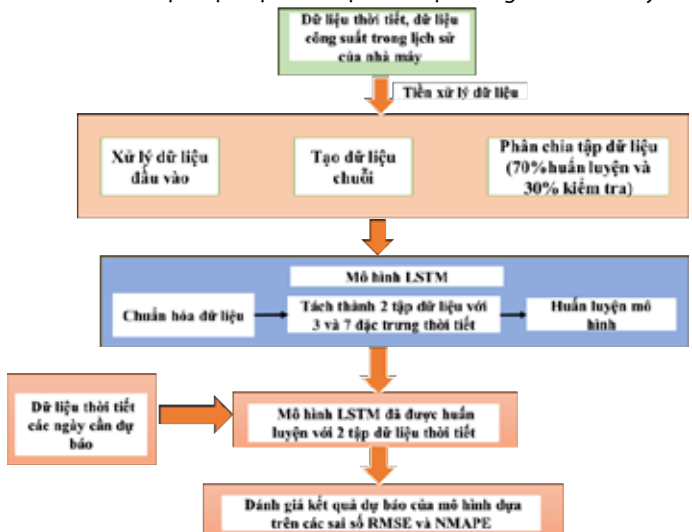 Dữ liệu thời tiết, dữ liệu
công suất trong lịch sử
của nhà máy
Tiền xử lý dữ liệu
Xử lý dữ liệu
đầu vào
Tạo dữ liệu
chuỗi
Phân chia tập dữ liệu
(70%huấn luyện và
30% kiểm tra)
Mô hình LSTM
Chuẩn hóa dữ liệu
Tách thành 2 tập dữ liệu với
3 và 7 đặc trưng thời tiết
Huấn luyện mô
hình
Dữ liệu thời tiết
các ngày cần dự
báo
Mô hình LSTM đã được huấn
luyện với 2 tập dữ liệu thời tiết
Đánh giá kết quả dự báo của mô hình dựa
trên các sai số RMSE và NMAPE